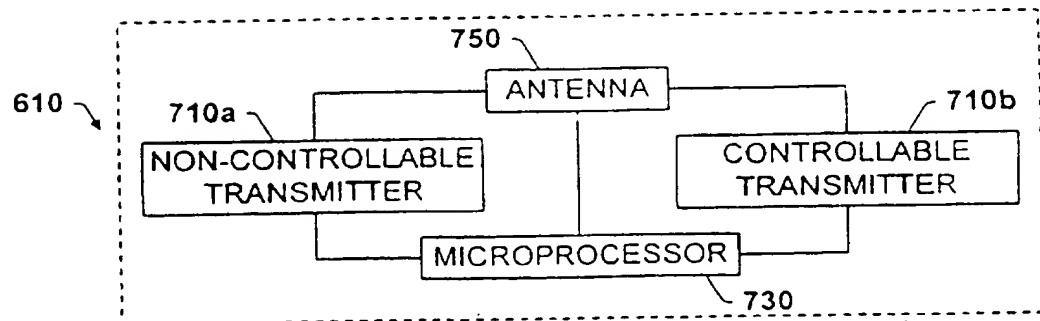 750
ANTENNA
610
710a
710b
NON-CONTROLLABLE
TRANSMITTER
CONTROLLABLE
TRANSMITTER
MICROPROCESSOR
730